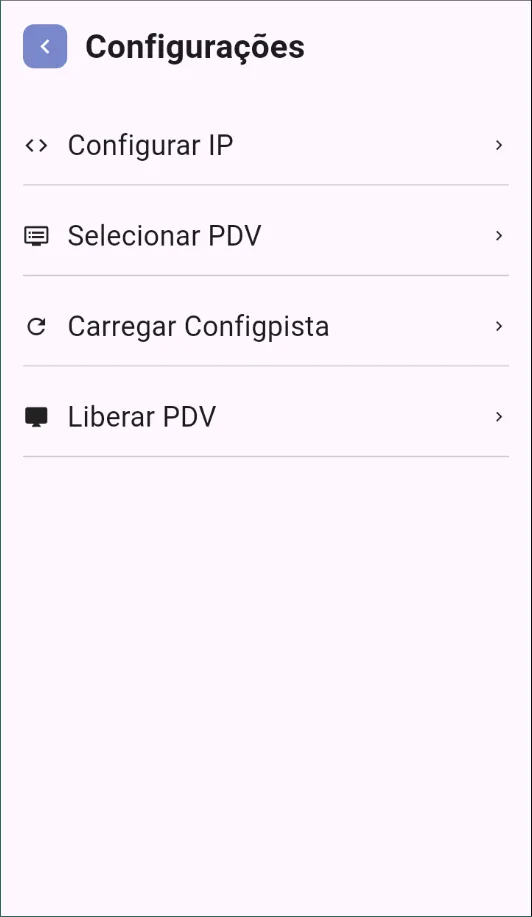 Configurações
Configurar IP
Selecionar PDV
Carregar Configpista
Liberar PDV